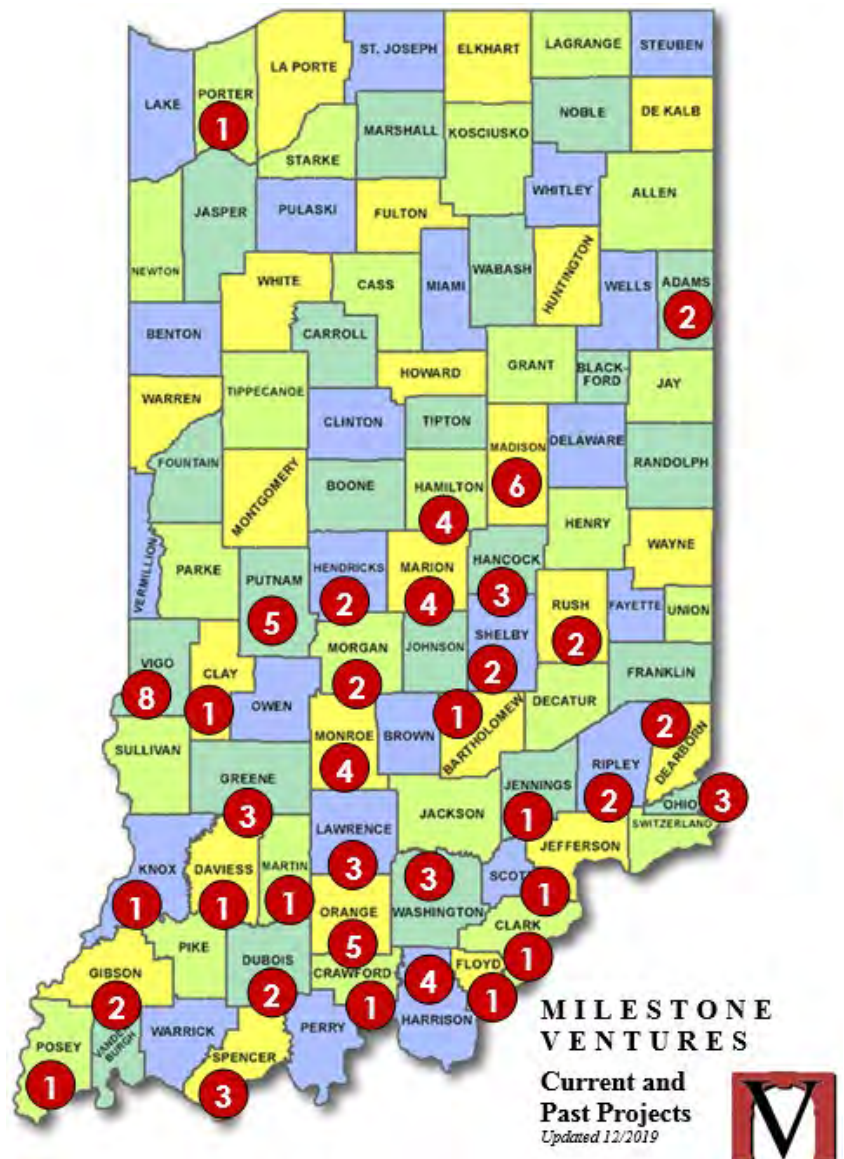 ST. JOSEPH
ELKHART
LAGRANGE
STEUBEN
LA PORTE
LAKE
PORTER
1
NOBLE
DE KALB
MARSHALL
KOSCIUSKO
STARKE
WHITLEY
ALLEN
JASPER
PULASKI
FULTON
NEWTON
WHITE
CASS
MIAMI
WABASH
HUNTINGTON
WELLS
ADAMS
2
BENTON
CARROLL
GRANT
BLACK-
FORD
JAY
HOWARD
WARREN
TIPPECANOE
CLINTON
TIPTON
MADISON
6
DELAWARE
FOUNTAIN
MONTGOMERY
BOONE
HAMILTON
4
RANDOLPH
HENRY
VERMILLION
PARKE
PUTNAM
5
HENDRICKS
2
MARION
4
HANCOCK
3
WAYNE
RUSH
2
FAYETTE
UNION
VIGO
8
CLAY
1
OWEN
MORGAN
2
JOHNSON
SHELBY
2
FRANKLIN
DECATUR
SULLIVAN
MONROE
4
BROWN
1
BARTHOLOMEW
2
DEARBORN
RIPLEY
2
GREENE
3
JENNINGS
1
OHIO
3
SWITZERLAND
JACKSON
LAWRENCE
3
JEFFERSON
KNOX
1
DAVIESS
1
MARTIN
1
3
WASHINGTON
1
ORANGE
5
CLARK
1
PIKE
DUBOIS
2
GIBSON
2
CRAWFORD
1
4
HARRISON
FLOYD
1
POSEY
1
WARRICK
PERRY
SPENCER
3
MILESTONE
VENTURES
Current and
Past Projects
Updated 12/2019
V